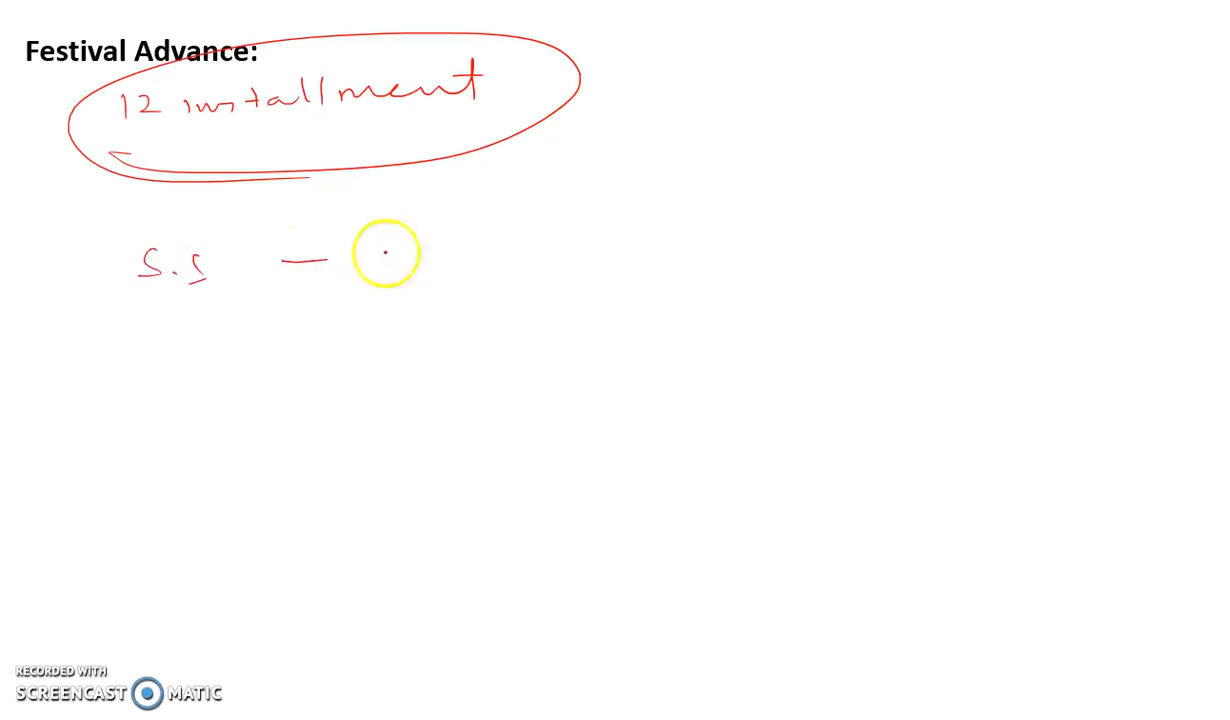 Festival Advance:
12 installment
S.S —
RECORDED WITH
SCREENCAST MATIC